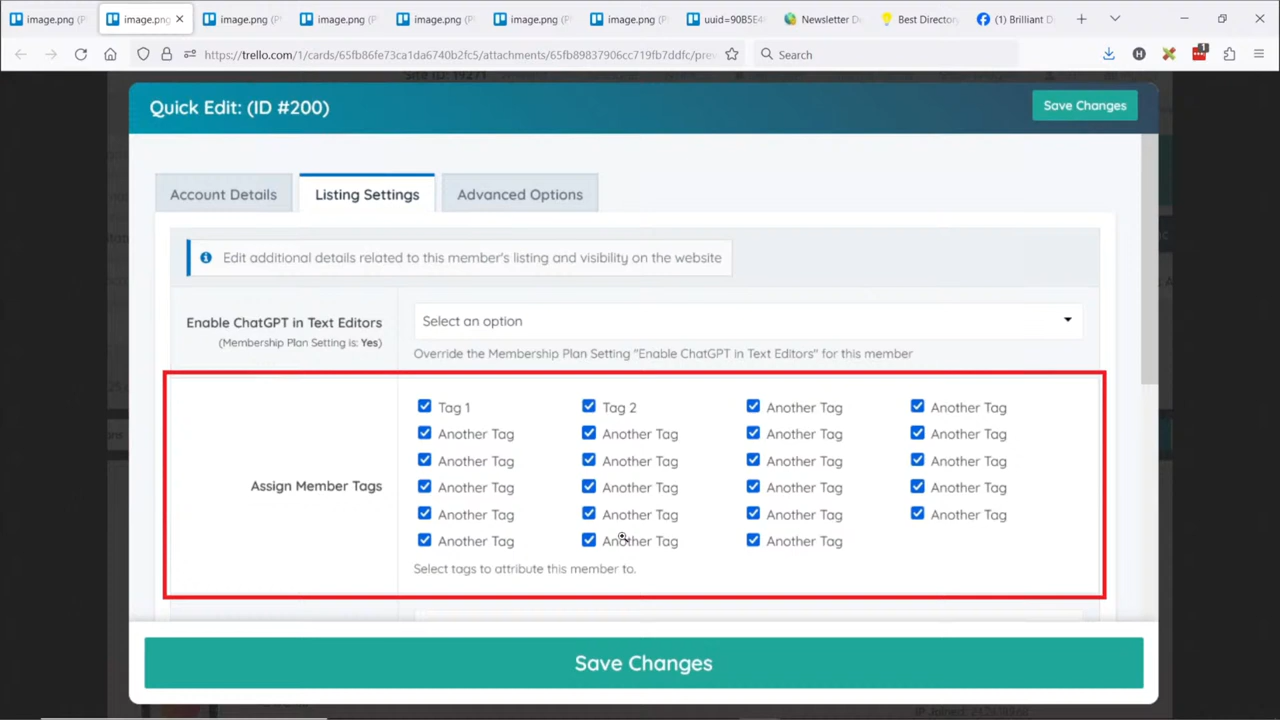 image.png (P
image.png
image.png (P
image.png (P
image.png (P
image.png (P
image.png (P
uuid=90B5E4
Newsletter D
Best Directory
(1) Brilliant D
https://trello.com/1/cards/65fb86fe73ca1da6740b2fc5/attachments/65fb89837906cc719fb7ddfc/prev
Search
Quick Edit: (ID #200)
Save Changes
Account Details
Listing Settings
Advanced Options
Edit additional details related to this member's listing and visibility on the website
Enable ChatGPT in Text Editors
(Membership Plan Setting is: Yes)
Select an option
Override the Membership Plan Setting "Enable ChatGPT in Text Editors" for this member
Assign Member Tags
Tag 1 Tag 2 Another Tag Another Tag
Another Tag Another Tag Another Tag Another Tag
Another Tag Another Tag Another Tag Another Tag
Another Tag Another Tag Another Tag Another Tag
Another Tag Another Tag Another Tag Another Tag
Another Tag Another Tag Another Tag
Select tags to attribute this member to.
Save Changes